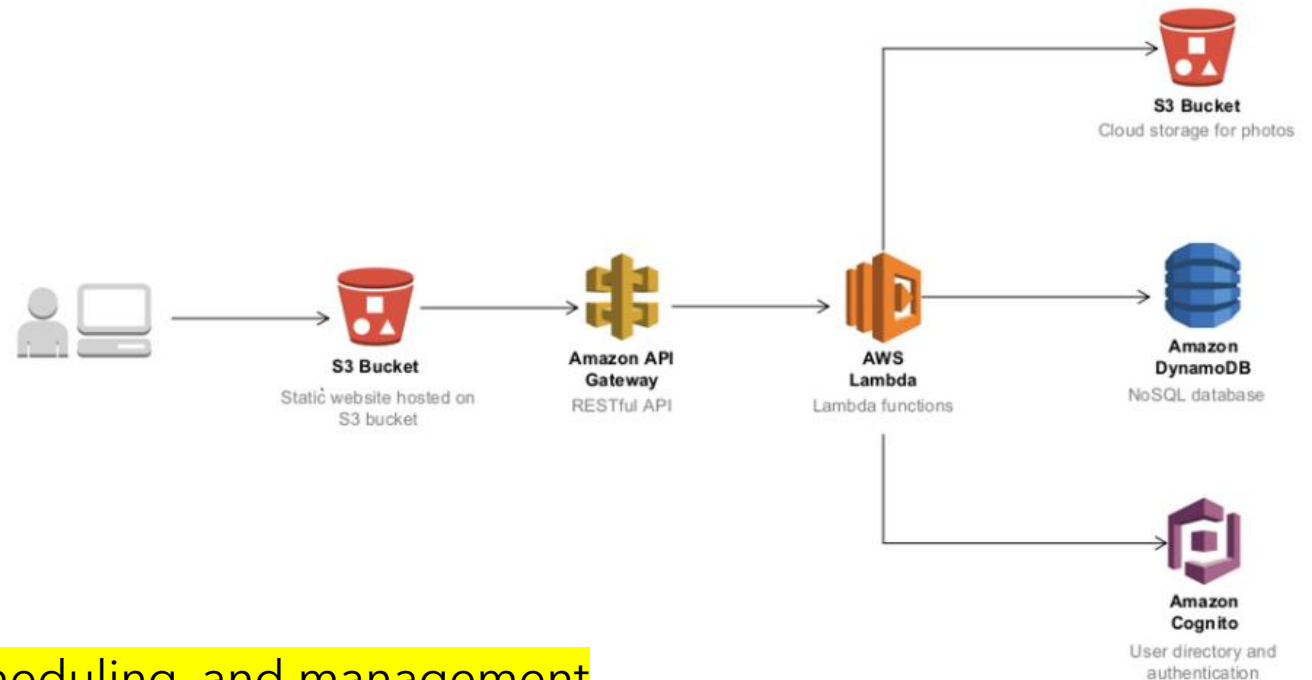 S3 Bucket
Cloud storage for photos
S3 Bucket
Static website hosted on
S3 bucket
Amazon API
Gateway
RESTful API
AWS
Lambda
Lambda functions
Amazon
DynamoDB
NoSQL database
Amazon
Cognito
User directory and
authentication
and management